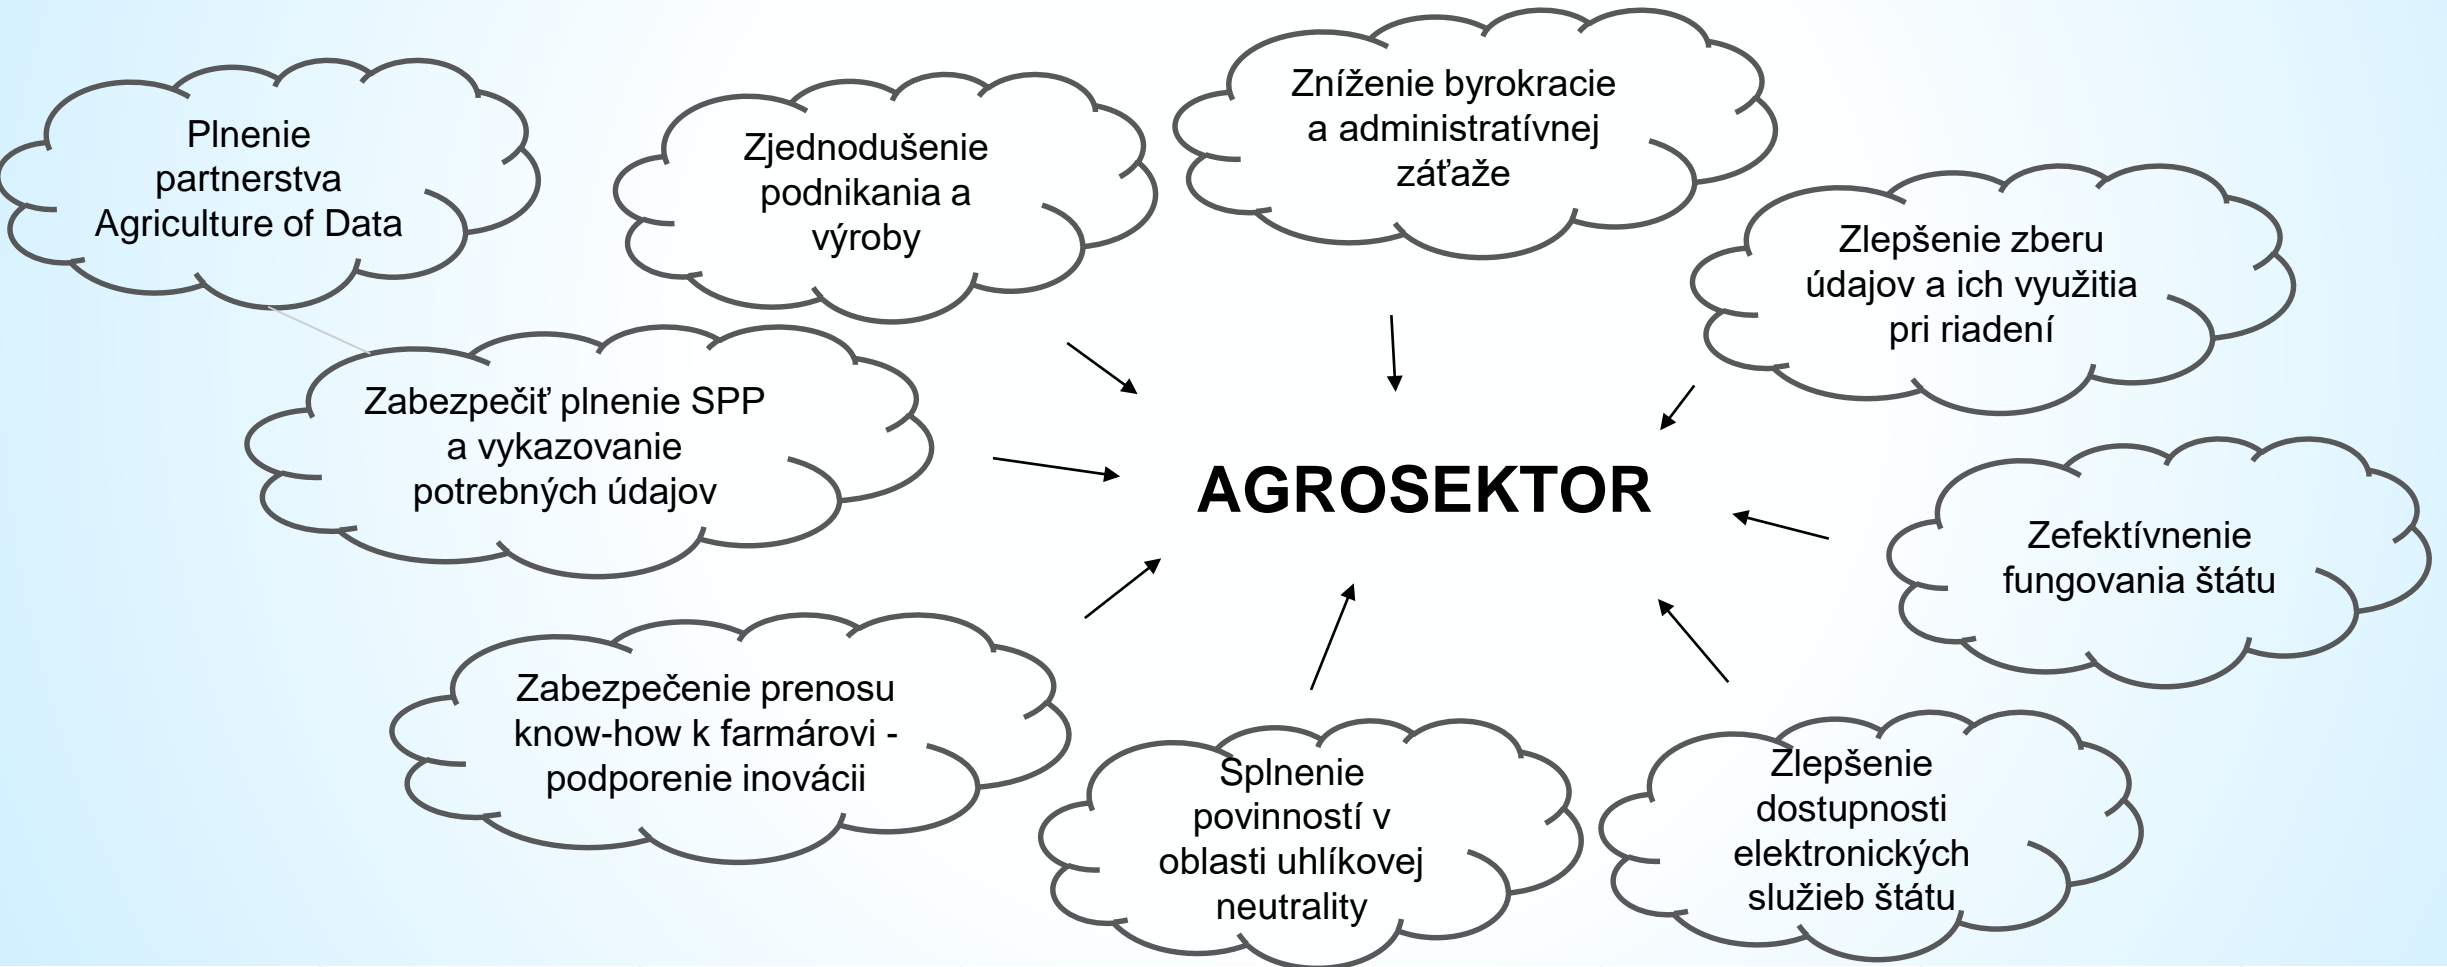 Plnenie
partnerstva
Agriculture of Data
Zjednodušenie
podnikania a
výroby
Zníženie byrokracie
a administratívnej
záťaže
Zlepšenie zberu
údajov a ich využitia
pri riadení
Zabezpečiť plnenie SPP
a vykazovanie
potrebných údajov
AGROSEKTOR
Zefektívnenie
fungovania štátu
Zabezpečenie prenosu
know-how k farmárovi -
podporenie inovácii
Splnenie
povinností v
oblasti uhlíkovej
neutrality
Zlepšenie
dostupnosti
elektronických
služieb štátu